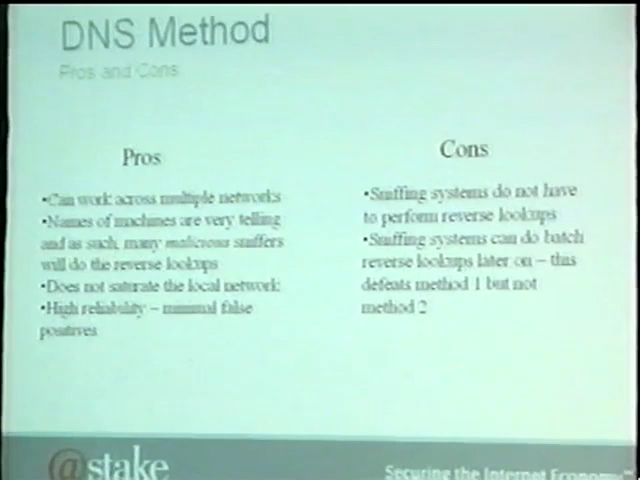 DNS Method
Pros and Cons
Pros
•Can work across multiple networks
•Names of machines are very telling
and as such, many malicious sniffers
will do the reverse lookups
•Does not saturate the local network
•High reliability – minimal false
positives
Cons
•Sniffing systems do not have
to perform reverse lookups
•Sniffing systems can do batch
reverse lookups later on – this
defeats method 1 but not
method 2
@stake
Securing the Internet Economy℠